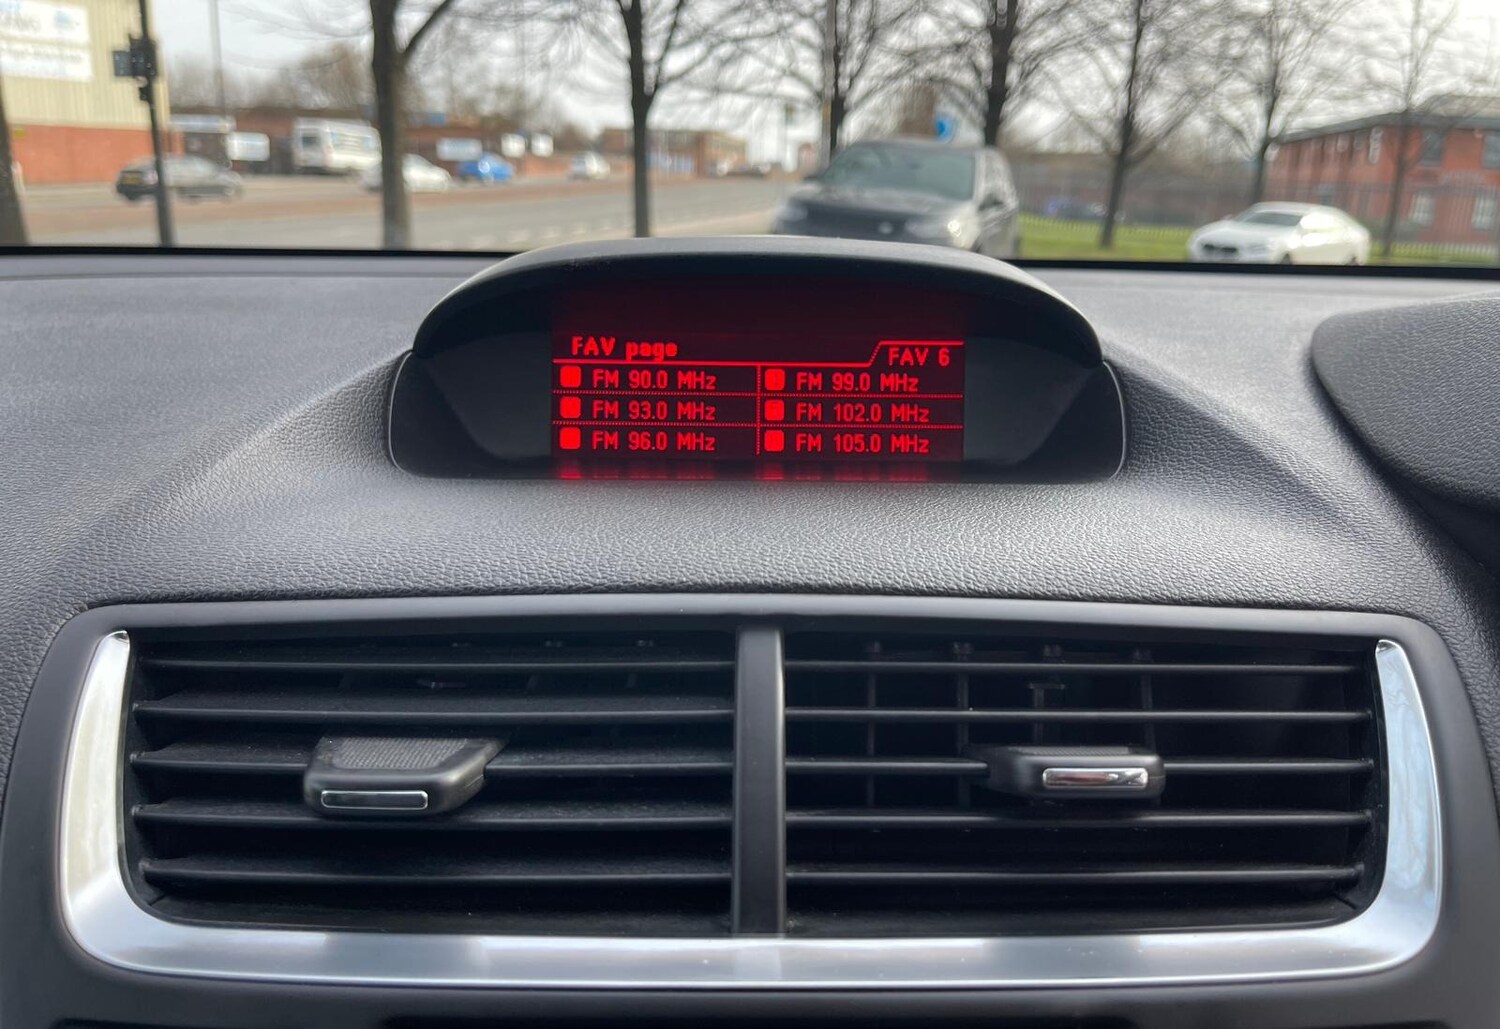 FAV page
FAV 6
FM 90.0 MHz
FM 99.0 MHz
FM 93.0 MHz
FM 102.0 MHz
FM 96.0 MHz
FM 105.0 MHz